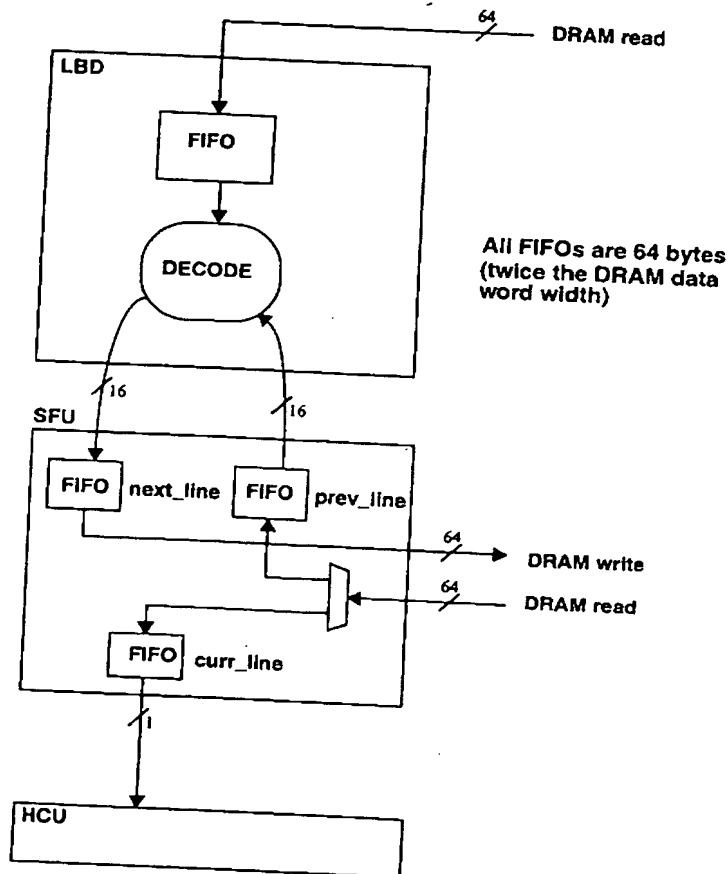 64
DRAM read
LBD
FIFO
DECODE
All FIFOs are 64 bytes
(twice the DRAM data
word width)
16
16
SFU
FIFO
next_line
FIFO
prev_line
64
DRAM write
64
DRAM read
FIFO
curr_line
1
HCU